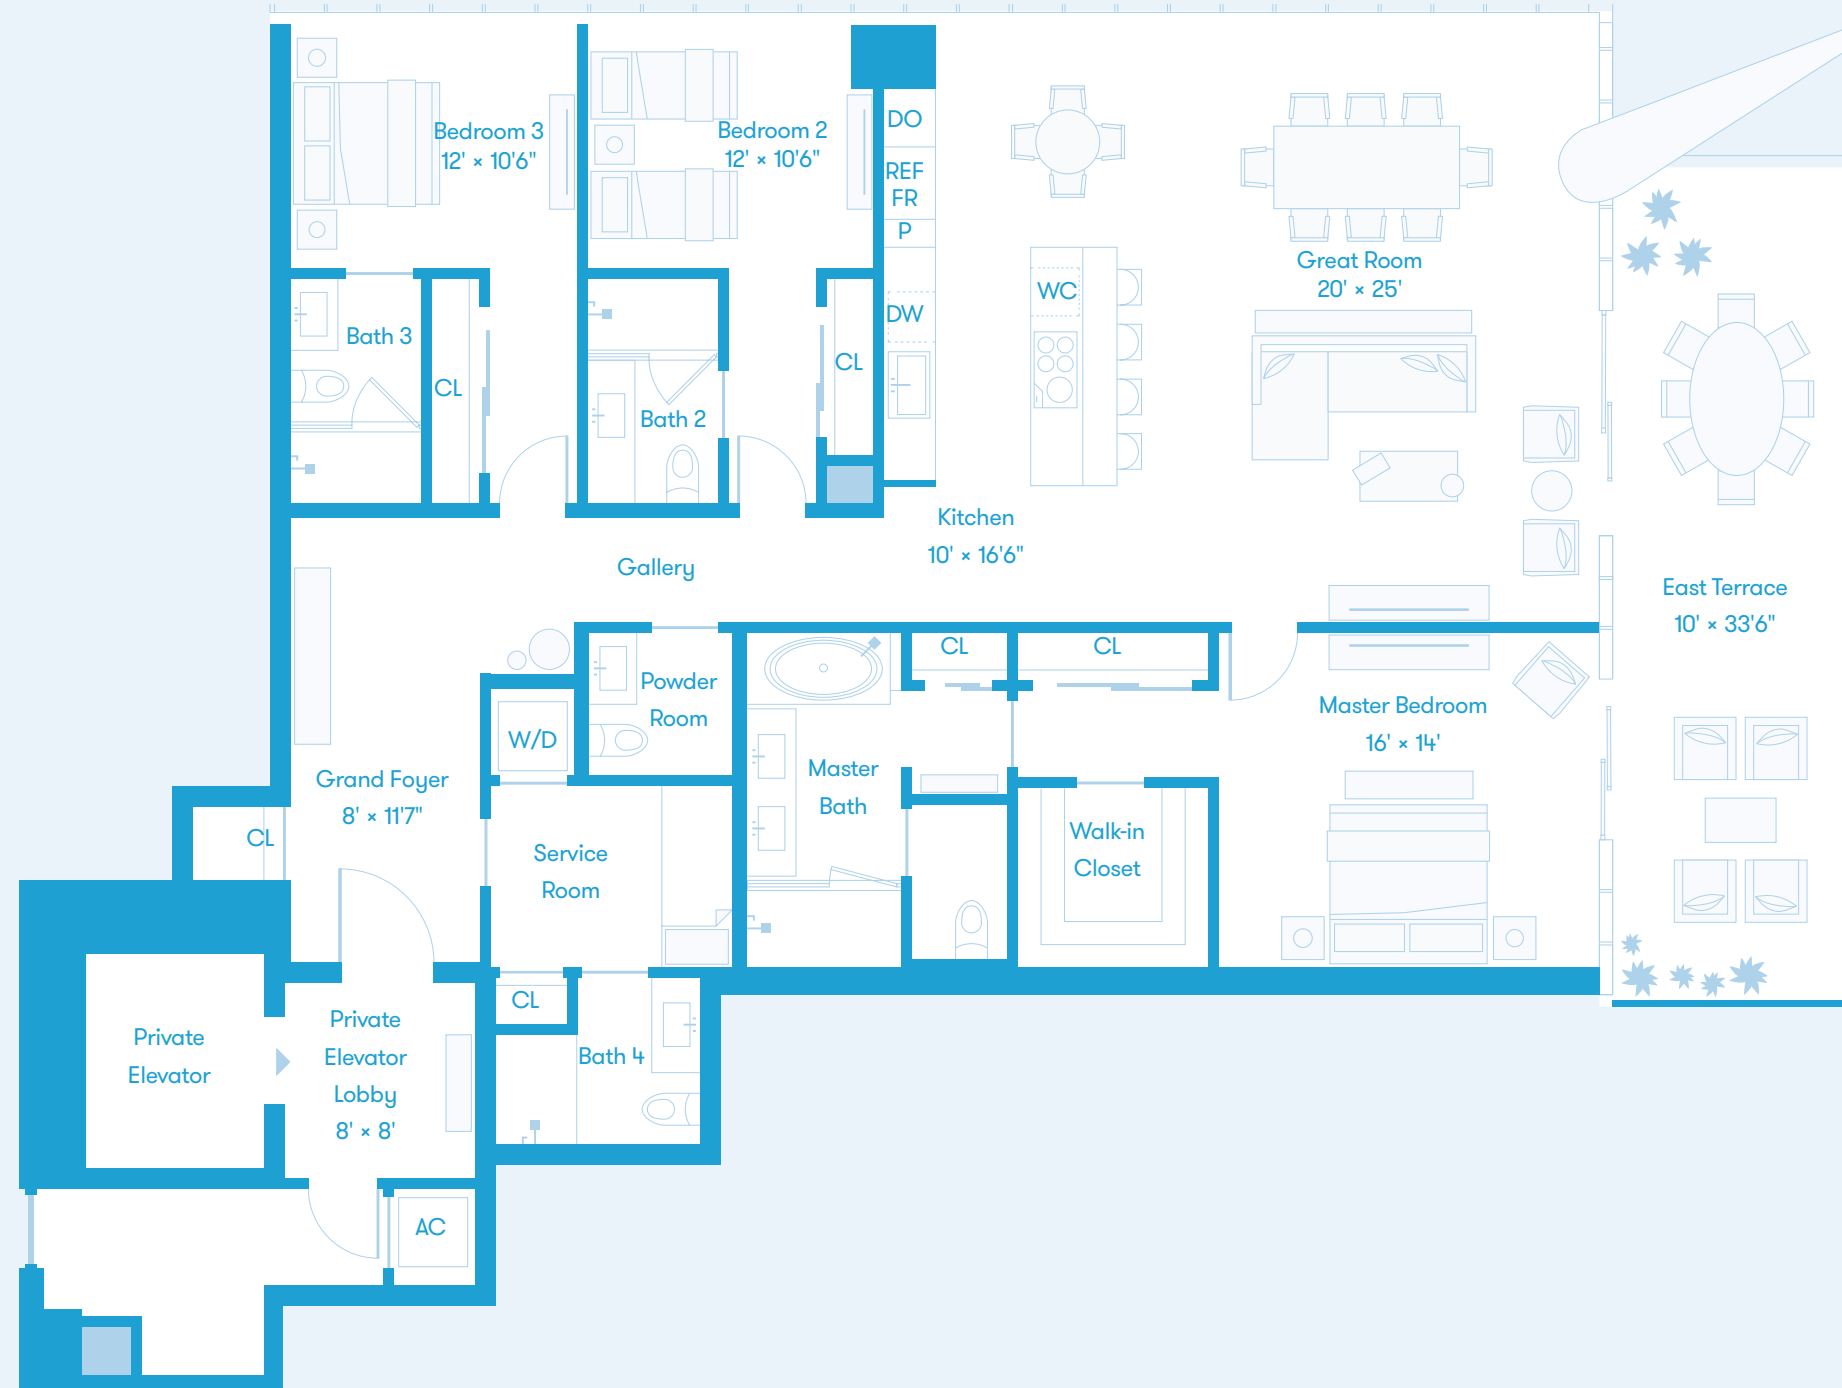 Bedroom 3
12' × 10'6"
Bedroom 2
12' × 10'6"
DO
REF
FR
P
DW
WC
Great Room
20' × 25'
Bath 3
CL
Bath 2
CL
Kitchen
10' × 16'6"
Gallery
East Terrace
10' × 33'6"
CL
CL
Powder
Room
W/D
Master Bedroom
16' × 14'
Grand Foyer
8' × 11'7"
Master
Bath
CL
Service
Room
Walk-in
Closet
CL
Private
Elevator
Private
Elevator
Lobby
8' × 8'
Bath 4
AC